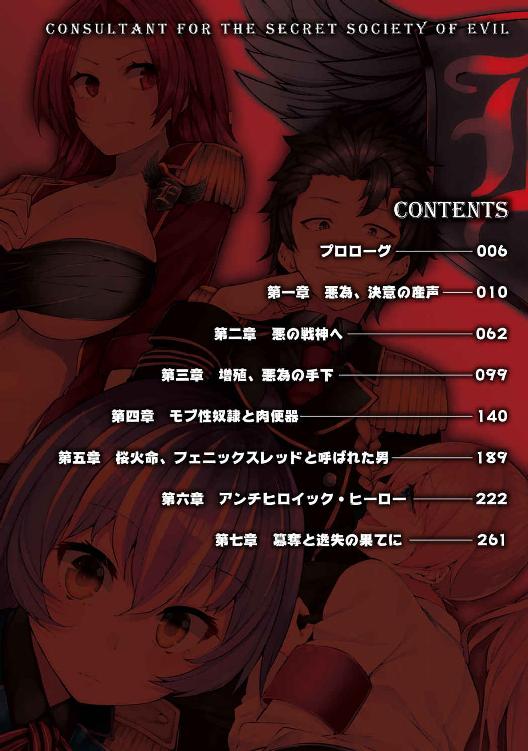 CONSULTANT FOR THE SECRET SOCIETY OF EVIL
CONTENTS
プロローグ 006
第一章 悪為、決意の産声 010
第二章 悪の戦神へ 062
第三章 増殖、悪為の手下 099
第四章 モブ性奴隷と肉便器 140
第五章 桜火命、フェニックスレッドと呼ばれた男 189
第六章 アンチヒロイック・ヒーロー 222
第七章 簒奪と逸失の果てに 261